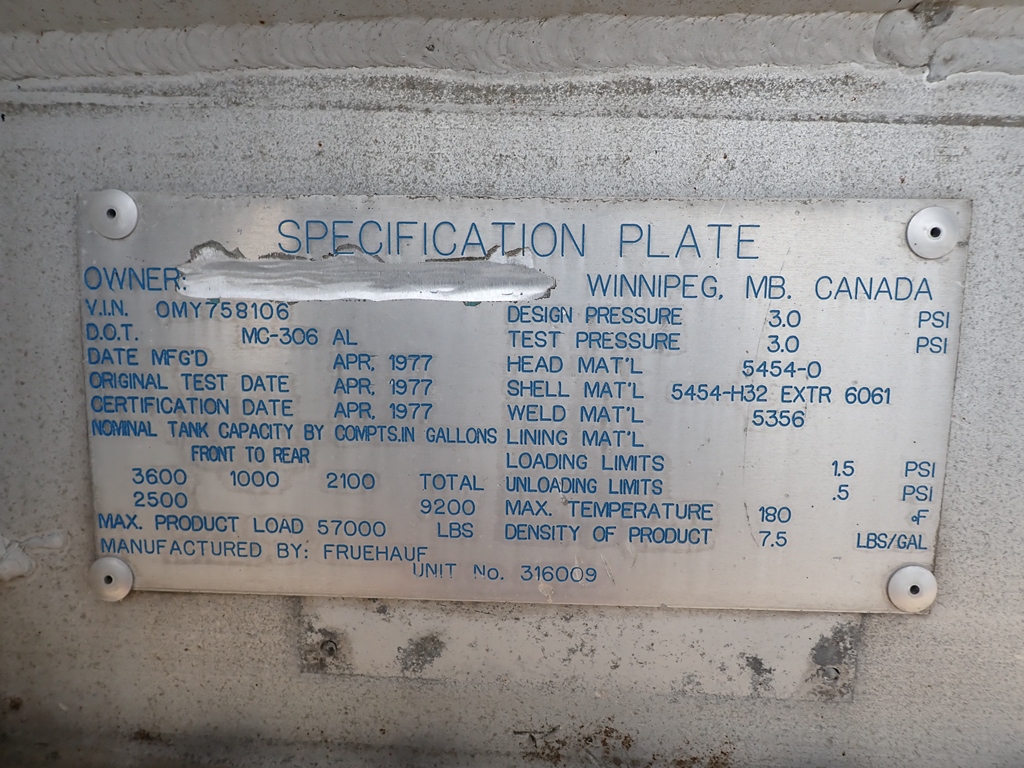 SPECIFICATION PLATE
OWNER: WINNIPEG, MB. CANADA
V.I.N. OMY758106
D.O.T. MC-306 AL
DATE MFG'D APR. 1977
ORIGINAL TEST DATE APR. 1977
CERTIFICATION DATE APR. 1977
NOMINAL TANK CAPACITY BY COMPTS.IN GALLONS
FRONT TO REAR
3600 1000 2100 TOTAL
2500 9200
MAX. PRODUCT LOAD 57000 LBS
MANUFACTURED BY: FRUEHAUF
DESIGN PRESSURE 3.0 PSI
TEST PRESSURE 3.0 PSI
HEAD MAT'L 5454-O
SHELL MAT'L 5454-H32 EXTR 6061
WELD MAT'L 5356
LINING MAT'L
LOADING LIMITS 1.5 PSI
UNLOADING LIMITS .5 PSI
MAX. TEMPERATURE 180 °F
DENSITY OF PRODUCT 7.5 LBS/GAL
UNIT No. 316009